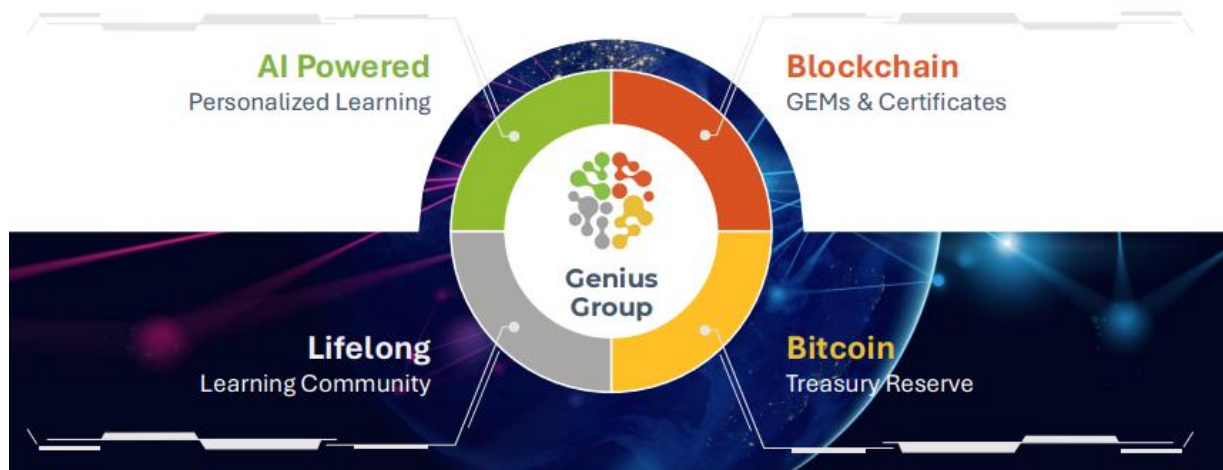 AI Powered
Personalized Learning
Blockchain
GEMs & Certificates
Genius
Group
Lifelong
Learning Community
Bitcoin
Treasury Reserve